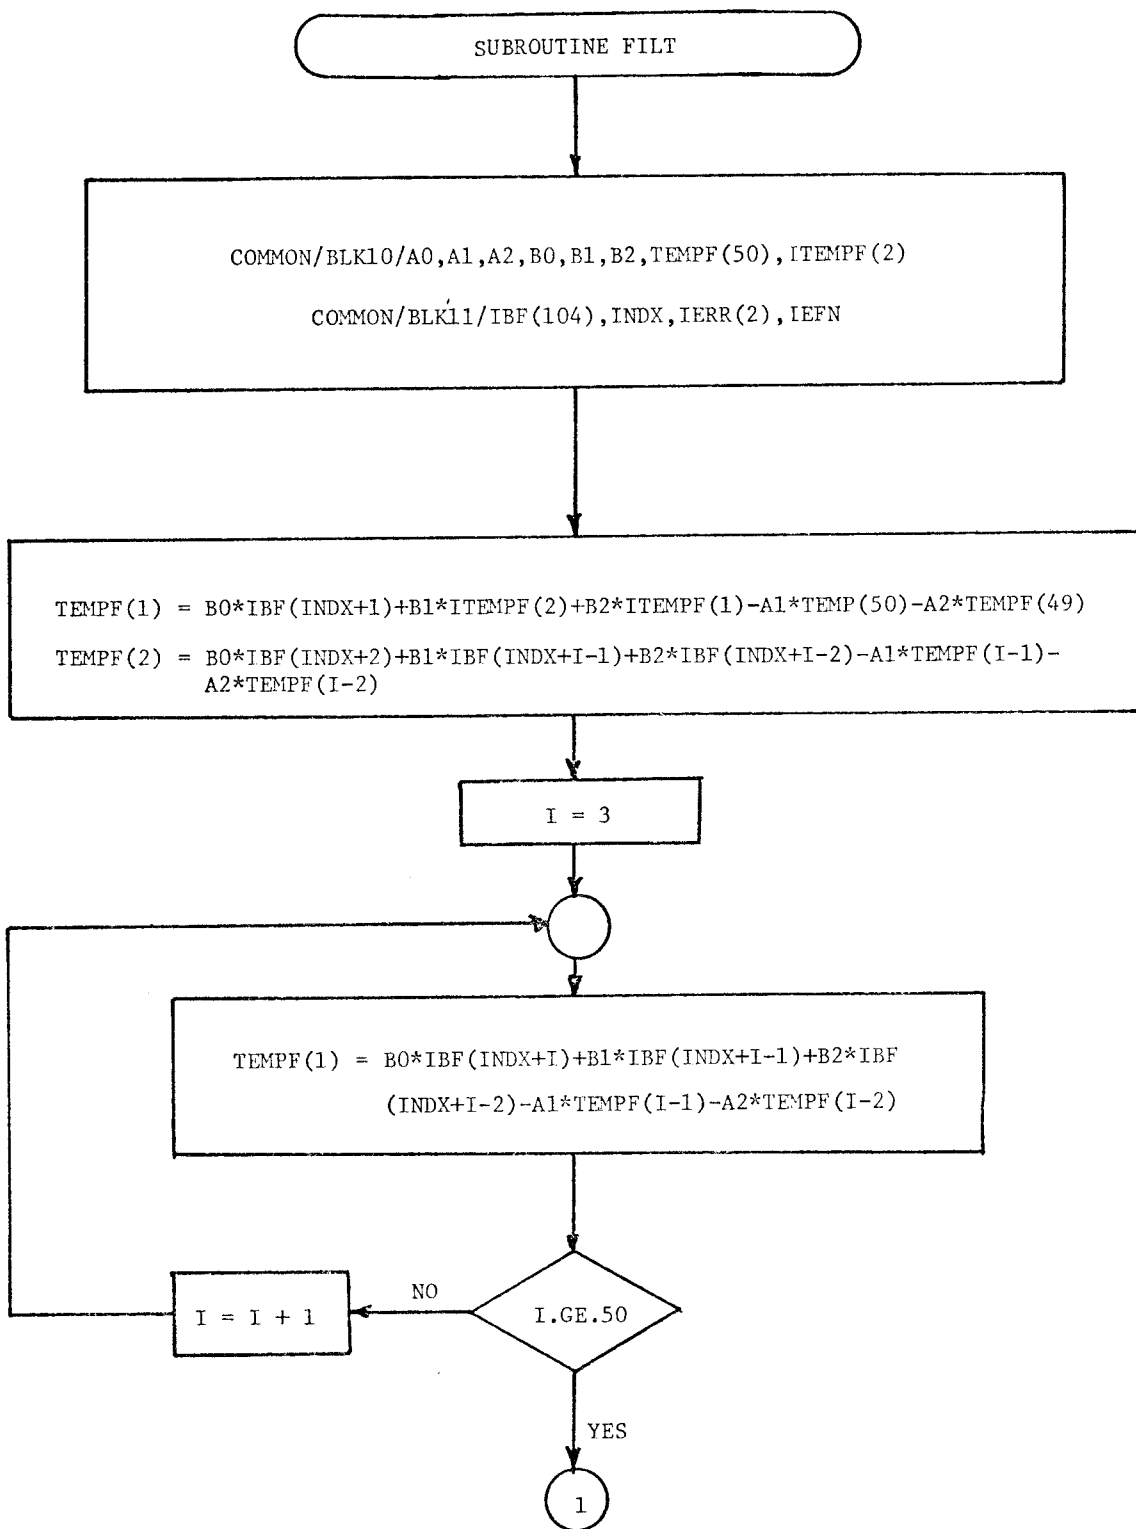 SUBROUTINE FILT
COMMON/BLK10/A0,A1,A2,B0,B1,B2,TEMPF(50),ITEMPF(2)
COMMON/BLK11/IBF(104),INDX,IERR(2),IEFN
TEMPF(1) = B0*IBF(INDX+1)+B1*ITEMPF(2)+B2*ITEMPF(1)-A1*TEMP(50)-A2*TEMPF(49)
TEMPF(2) = B0*IBF(INDX+2)+B1*IBF(INDX+I-1)+B2*IBF(INDX+I-2)-A1*TEMPF(I-1)-
A2*TEMPF(I-2)
I = 3
TEMPF(1) = B0*IBF(INDX+I)+B1*IBF(INDX+I-1)+B2*IBF
(INDX+I-2)-A1*TEMPF(I-1)-A2*TEMPF(I-2)
NO
I = I + 1
I.GE.50
YES
1